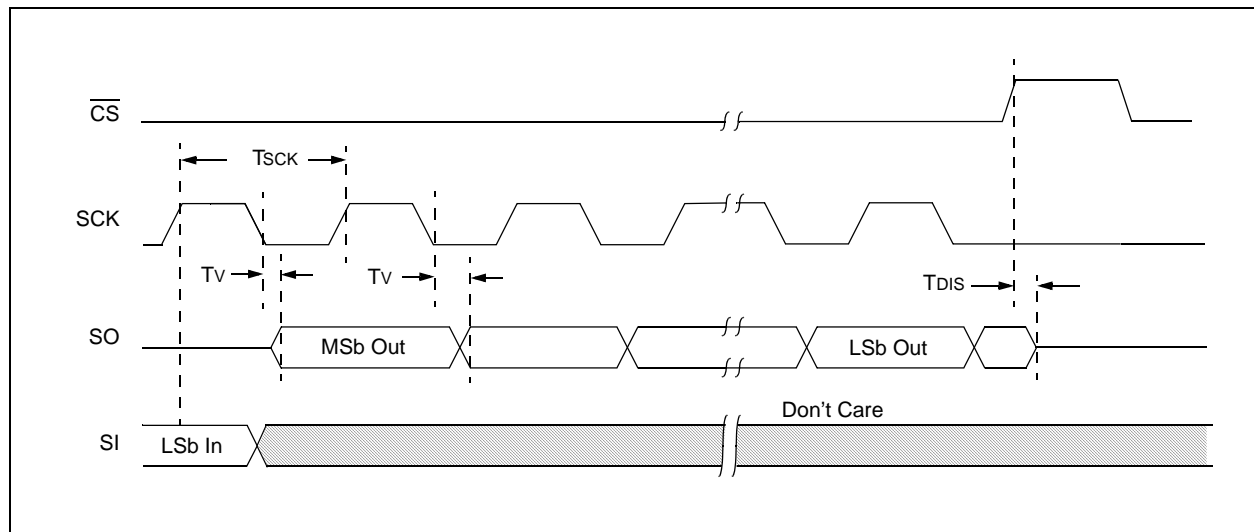 CS
TSCK
SCK
TV
TV
TDIS
SO
MSb Out
LSb Out
Don't Care
SI
LSb In